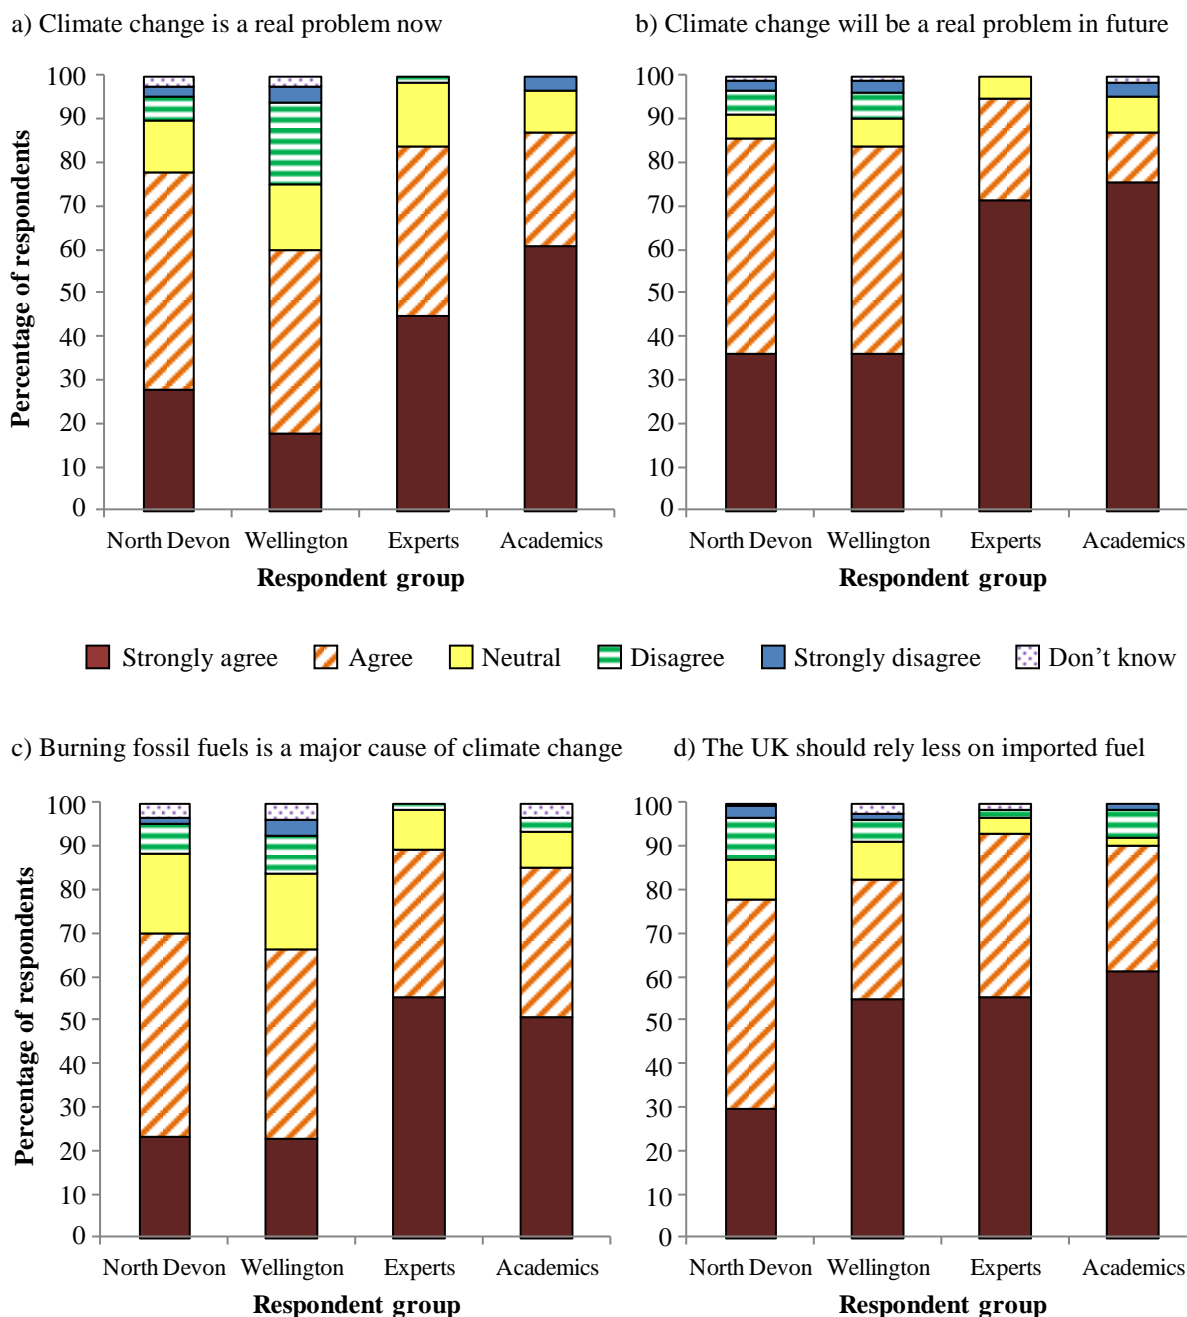 a) Climate change is a real problem now
b) Climate change will be a real problem in future
Percentage of respondents
100
90
80
70
60
50
40
30
20
10
0
North Devon Wellington Experts Academics
Respondent group
100
90
80
70
60
50
40
30
20
10
0
North Devon Wellington Experts Academics
Respondent group
Strongly agree Agree Neutral Disagree Strongly disagree Don't know
c) Burning fossil fuels is a major cause of climate change
d) The UK should rely less on imported fuel
Percentage of respondents
100
90
80
70
60
50
40
30
20
10
0
North Devon Wellington Experts Academics
Respondent group
100
90
80
70
60
50
40
30
20
10
0
North Devon Wellington Experts Academics
Respondent group